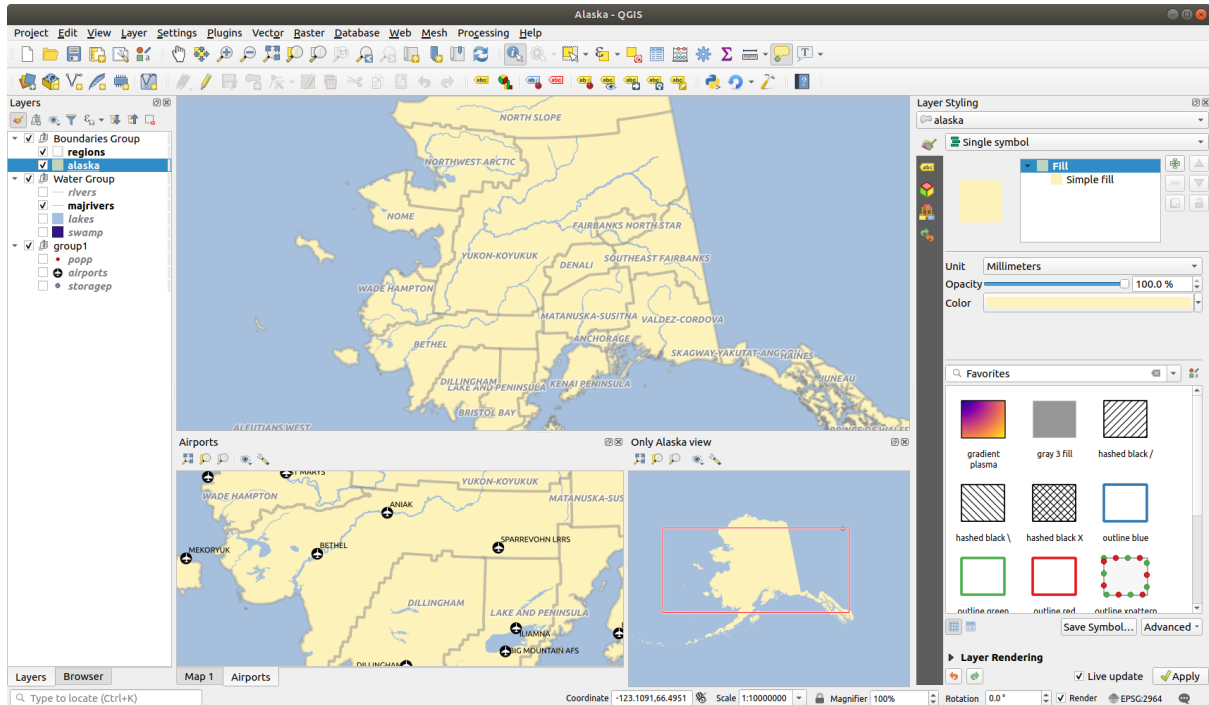 Alaska - QGIS
Project Edit View Layer Settings Plugins Vector Raster Database Web Mesh Processing Help
Layers
Boundaries Group
regions
alaska
Water Group
rivers
majrivers
lakes
swamp
group1
popp
airports
storagep
Layers Browser
NORTH SLOPE
NORTHWEST ARCTIC
NOME
FAIRBANKS NORTH STAR
YUKON-KOYUKUK
DENALI
SOUTHEAST FAIRBANKS
WADE HAMPTON
MATANUSKA-SUSITNA
VALDEZ-CORDOVA
BETHEL
ANCHORAGE
HAINES
JUNEAU
DILLINGHAM
LAKE AND PENINSULA
KENAI PENINSULA
BRISTOL BAY
ALEUTIANS WEST
Airports
WADE HAMPTON
YUKON-KOYUKUK
MATANUSKA-SUS
ANIAK
SPARREVOHN LRRS
BETHEL
MEKORYUK
DILLINGHAM
LAKE AND PENINSULA
ILIAMNA
BIG MOUNTAIN AFS
Map 1 Airports
Only Alaska view
Layer Styling
alaska
Single symbol
Fill
Simple fill
Unit Millimeters
Opacity 100.0 %
Color
Favorites
gradient plasma
gray 3 fill
hashed black /
hashed black \
hashed black X
outline blue
outline green
outline red
outline xpattern
Save Symbol... Advanced
Layer Rendering
Live update Apply
Type to locate (Ctrl+K)
Coordinate -123.1091,66.4951 Scale 1:10000000 Magnifier 100% Rotation 0.0 ° Render EPSG:2964